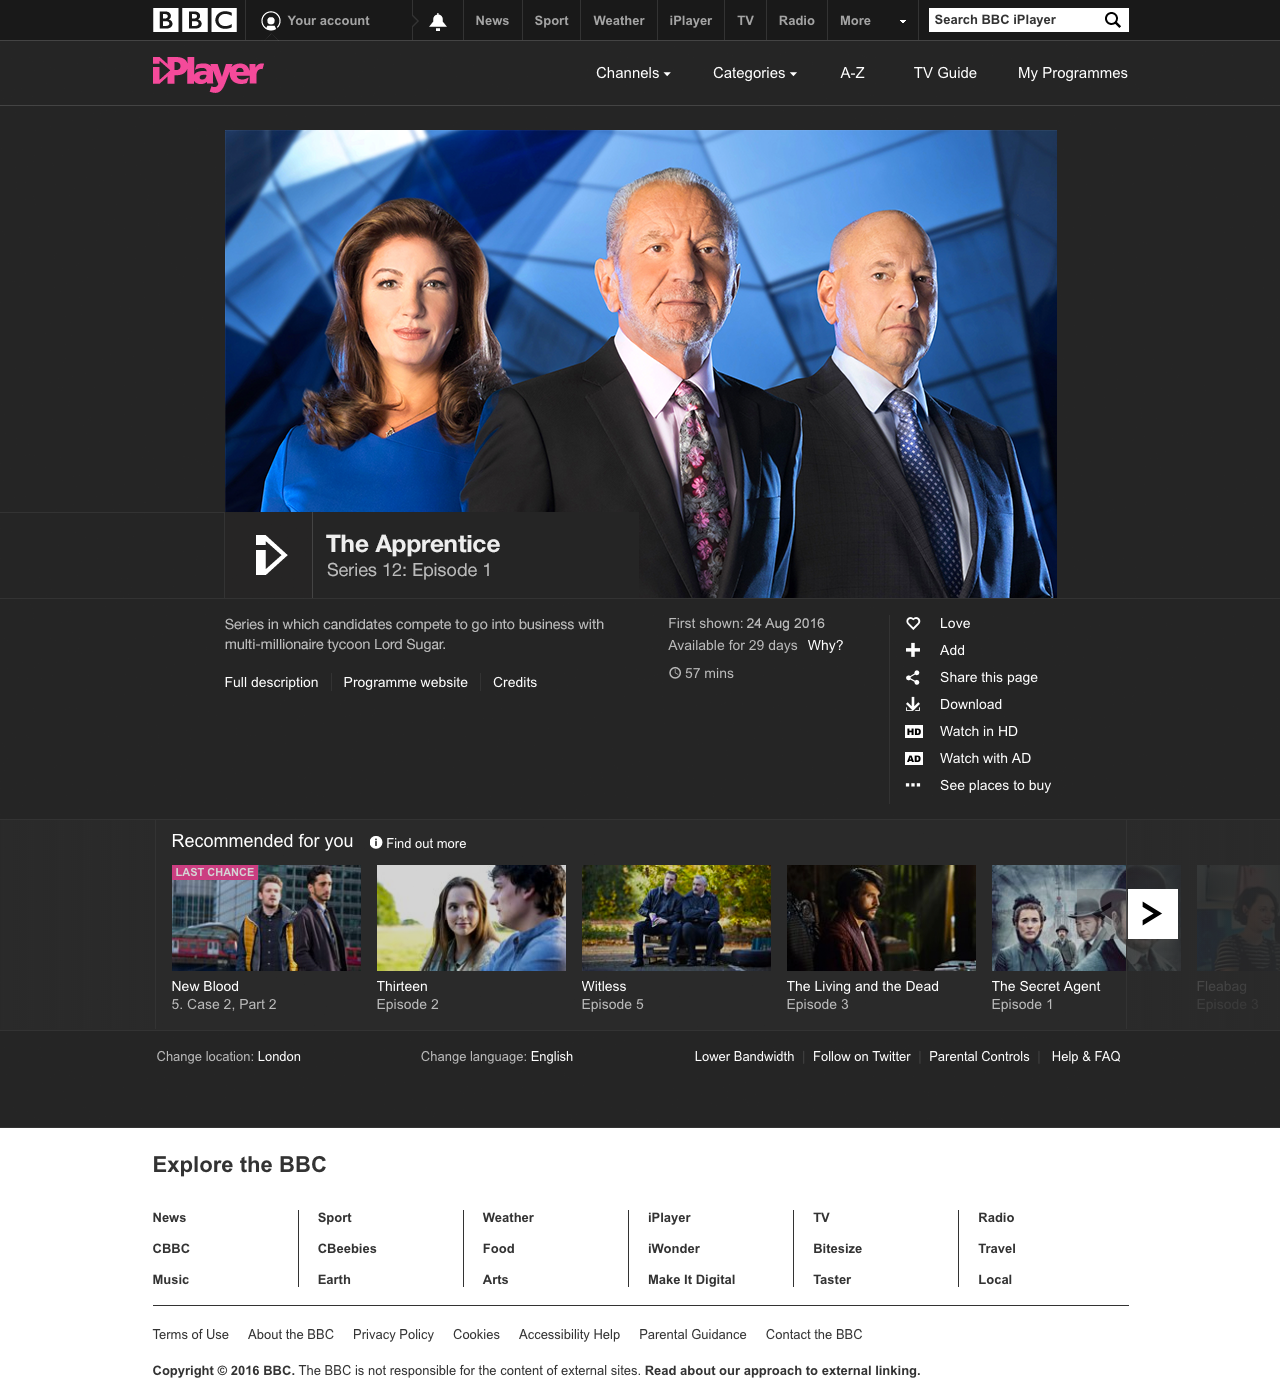 BBC Your account News Sport Weather iPlayer TV Radio More Search BBC iPlayer
iPlayer Channels Categories A-Z TV Guide My Programmes
The Apprentice
Series 12: Episode 1
Series in which candidates compete to go into business with
multi-millionaire tycoon Lord Sugar.
Full description Programme website Credits
First shown: 24 Aug 2016
Available for 29 days Why?
57 mins
Love
Add
Share this page
Download
HD Watch in HD
AD Watch with AD
See places to buy
Recommended for you Find out more
LAST CHANCE
New Blood
5. Case 2, Part 2
Thirteen
Episode 2
Witless
Episode 5
The Living and the Dead
Episode 3
The Secret Agent
Episode 1
Fleabag
Episode 3
Change location: London Change language: English Lower Bandwidth Follow on Twitter Parental Controls Help & FAQ
Explore the BBC
News Sport Weather iPlayer TV Radio
CBBC CBeebies Food iWonder Bitesize Travel
Music Earth Arts Make It Digital Taster Local
Terms of Use About the BBC Privacy Policy Cookies Accessibility Help Parental Guidance Contact the BBC
Copyright © 2016 BBC. The BBC is not responsible for the content of external sites. Read about our approach to external linking.